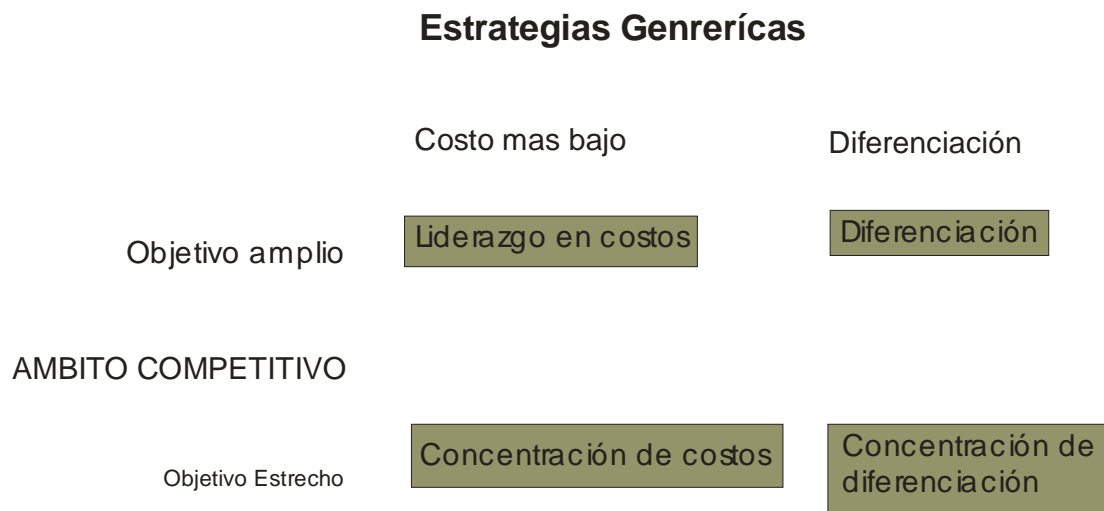 Estrategias Genrerícas
Costo mas bajo
Diferenciación
Objetivo amplio
Liderazgo en costos
Diferenciación
AMBITO COMPETITIVO
Objetivo Estrecho
Concentración de costos
Concentración de
diferenciación